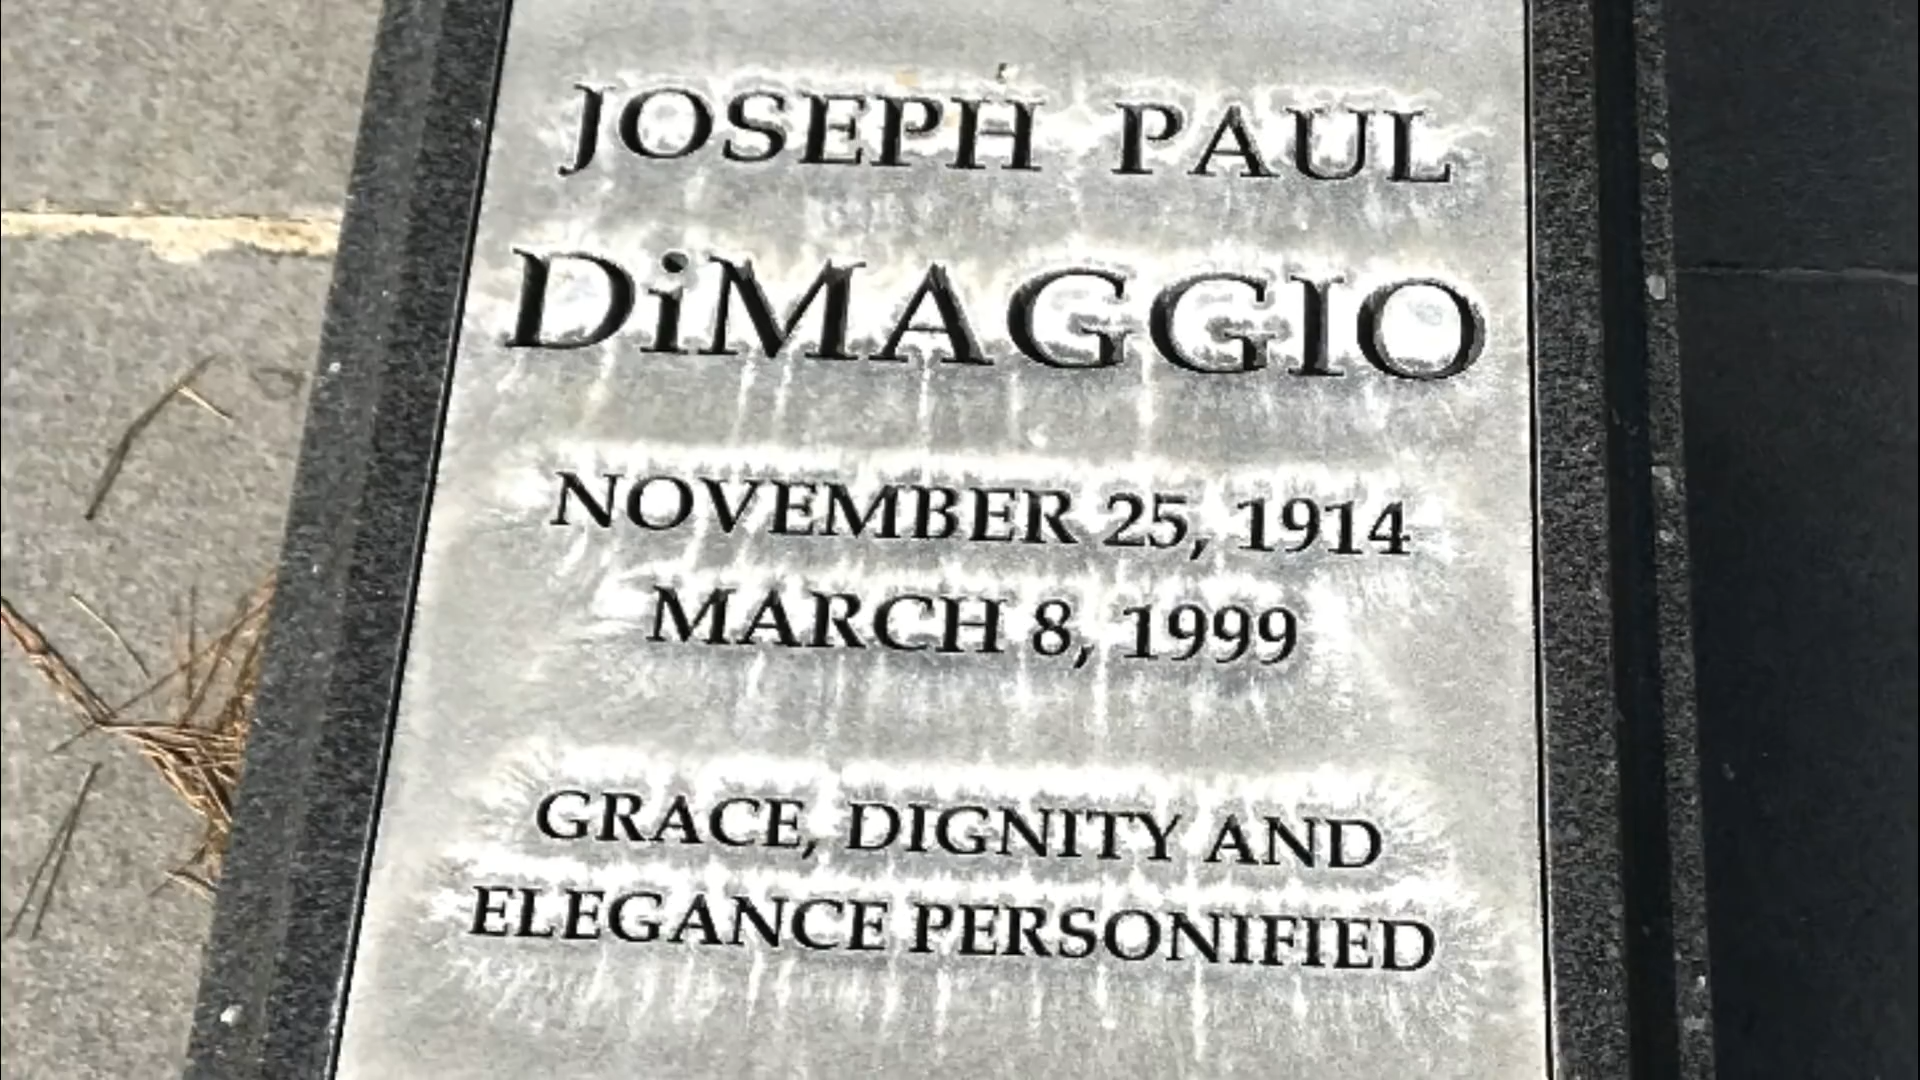 JOSEPH PAUL
DiMAGGIO
NOVEMBER 25, 1914
MARCH 8, 1999
GRACE, DIGNITY AND
ELEGANCE PERSONIFIED